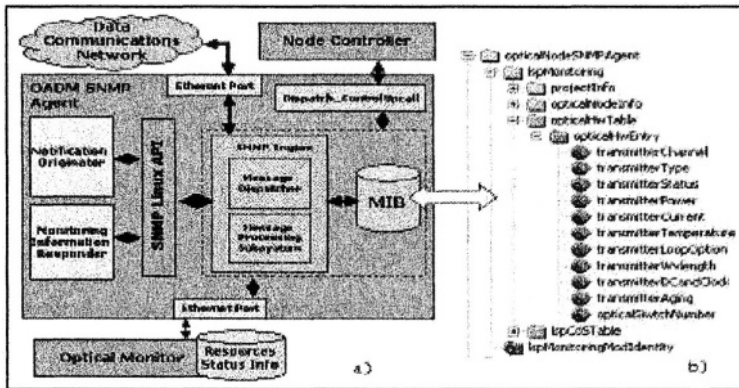 Data
Communications
Network
Node Controller
OADM SNMP
Agent
Ethernet Port
Dispatch_ControlUpcall
Notification
Originator
SNMP Linux API
SNMP Engine
Message
Dispatcher
MIB
Monitoring
Information
Responder
Message
Processing
Subsystem
Ethernet Port
Optical Monitor
Resources
Status Info
a)
opticalNodeSNMPAgent
lspMonitoring
projectInfo
opticalNodeInfo
opticalHwTable
opticalHwEntry
transmitterChannel
transmitterType
transmitterStatus
transmitterPower
transmitterCurrent
transmitterTemperature
transmitterLoopOption
transmitterWvlength
transmitterDCandClock
transmitterAging
opticalSwitchNumber
lspCoSTable
lspMonitoringModIdentity
b)